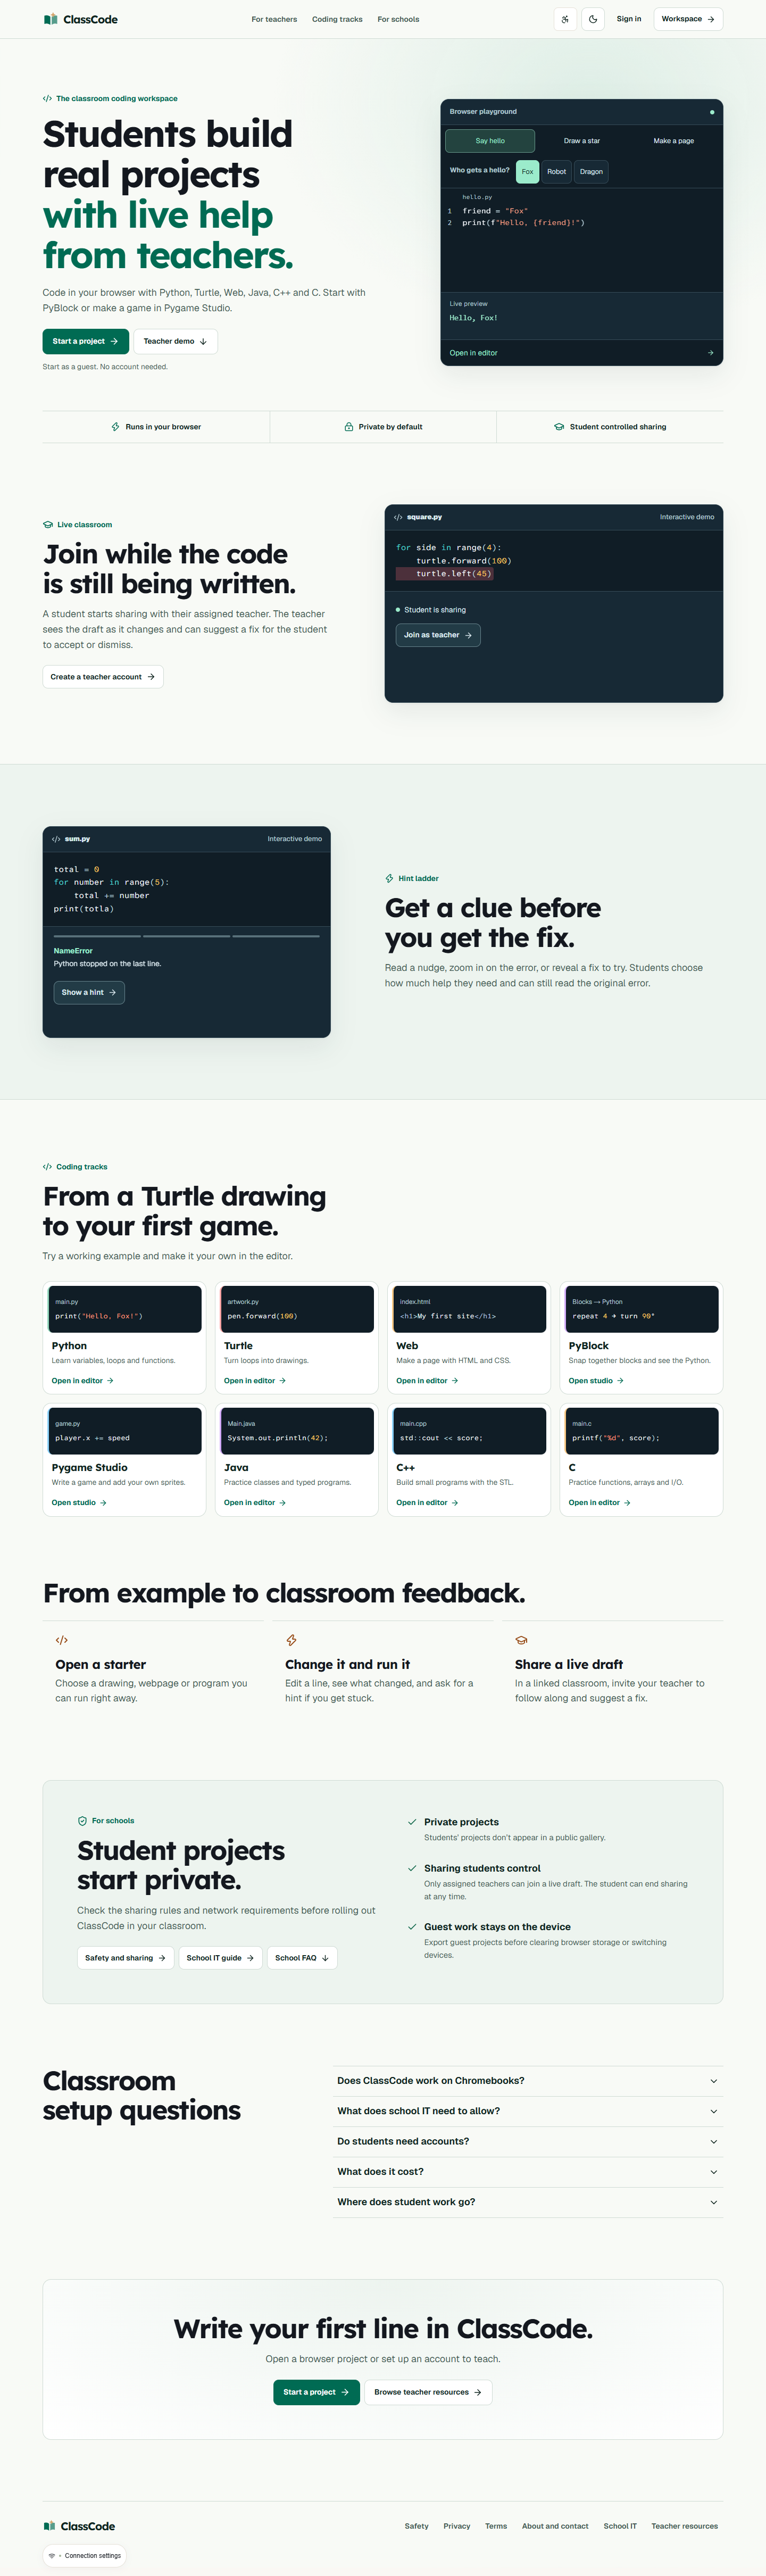 ClassCode
For teachers
Coding tracks
For schools
Sign in
Workspace
The classroom coding workspace
Students build
real projects
with live help
from teachers.
Code in your browser with Python, Turtle, Web, Java, C++ and C. Start with
PyBlock or make a game in Pygame Studio.
Start a project
Teacher demo
Start as a guest. No account needed.
Browser playground
Say hello
Draw a star
Make a page
Who gets a hello?
Fox
Robot
Dragon
hello.py
1 friend = "Fox"
2 print(f"Hello, {friend}!")
Live preview
Hello, Fox!
Open in editor
Runs in your browser
Private by default
Student controlled sharing
Live classroom
Join while the code
is still being written.
A student starts sharing with their assigned teacher. The teacher
sees the draft as it changes and can suggest a fix for the student
to accept or dismiss.
Create a teacher account
square.py
Interactive demo
for side in range(4):
turtle.forward(100)
turtle.left(45)
Student is sharing
Join as teacher
sum.py
Interactive demo
total = 0
for number in range(5):
total += number
print(totla)
NameError
Python stopped on the last line.
Show a hint
Hint ladder
Get a clue before
you get the fix.
Read a nudge, zoom in on the error, or reveal a fix to try. Students choose
how much help they need and can still read the original error.
Coding tracks
From a Turtle drawing
to your first game.
Try a working example and make it your own in the editor.
main.py
print("Hello, Fox!")
Python
Learn variables, loops and functions.
Open in editor
artwork.py
pen.forward(100)
Turtle
Turn loops into drawings.
Open in editor
index.html
<h1>My first site</h1>
Web
Make a page with HTML and CSS.
Open in editor
Blocks → Python
repeat 4 → turn 90°
PyBlock
Snap together blocks and see the Python.
Open studio
game.py
player.x += speed
Pygame Studio
Write a game and add your own sprites.
Open studio
Main.java
System.out.println(42);
Java
Practice classes and typed programs.
Open in editor
main.cpp
std::cout << score;
C++
Build small programs with the STL.
Open in editor
main.c
printf("%d", score);
C
Practice functions, arrays and I/O.
Open in editor
From example to classroom feedback.
Open a starter
Choose a drawing, webpage or program you
can run right away.
Change it and run it
Edit a line, see what changed, and ask for a
hint if you get stuck.
Share a live draft
In a linked classroom, invite your teacher to
follow along and suggest a fix.
For schools
Student projects
start private.
Check the sharing rules and network requirements before rolling out
ClassCode in your classroom.
Safety and sharing
School IT guide
School FAQ
Private projects
Students' projects don't appear in a public gallery.
Sharing students control
Only assigned teachers can join a live draft. The student can end sharing
at any time.
Guest work stays on the device
Export guest projects before clearing browser storage or switching
devices.
Classroom
setup questions
Does ClassCode work on Chromebooks?
What does school IT need to allow?
Do students need accounts?
What does it cost?
Where does student work go?
Write your first line in ClassCode.
Open a browser project or set up an account to teach.
Start a project
Browse teacher resources
ClassCode
Safety
Privacy
Terms
About and contact
School IT
Teacher resources
Connection settings